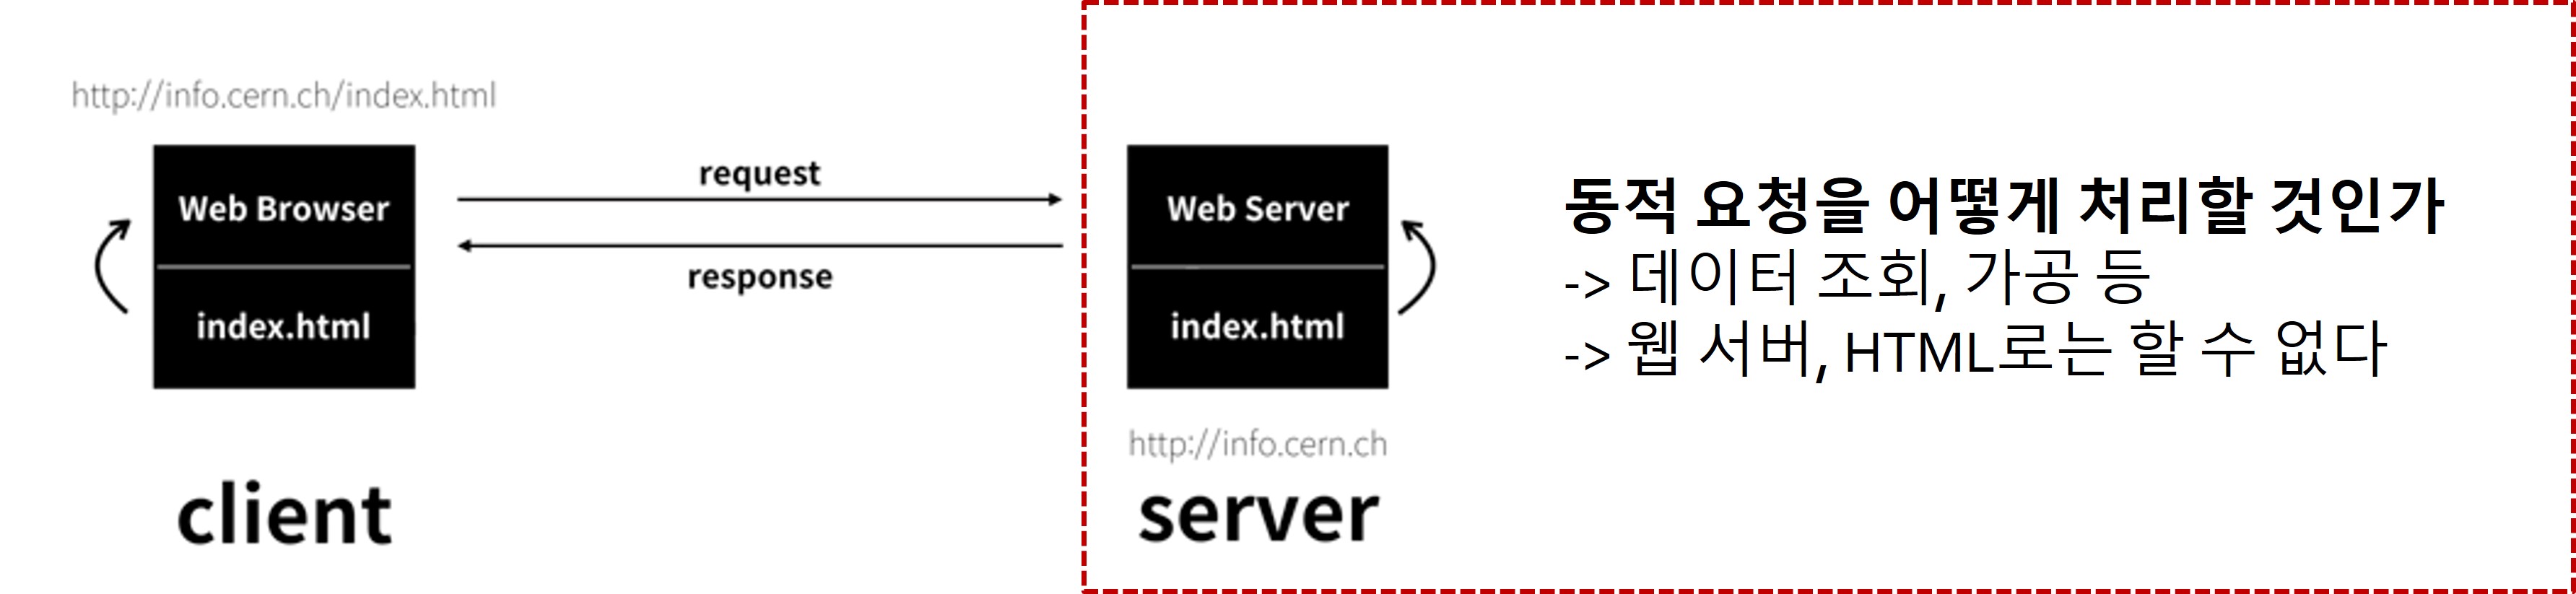 http://info.cern.ch/index.html
Web Browser
index.html
client
request
response
Web Server
index.html
http://info.cern.ch
server
동적 요청을 어떻게 처리할 것인가
-> 데이터 조회, 가공 등
-> 웹 서버, HTML로는 할 수 없다